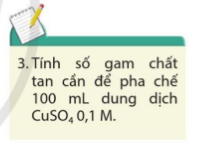 3. Tính số gam chất
tan cần để pha chế
100 mL dung dịch
CuSO₄ 0,1 M.